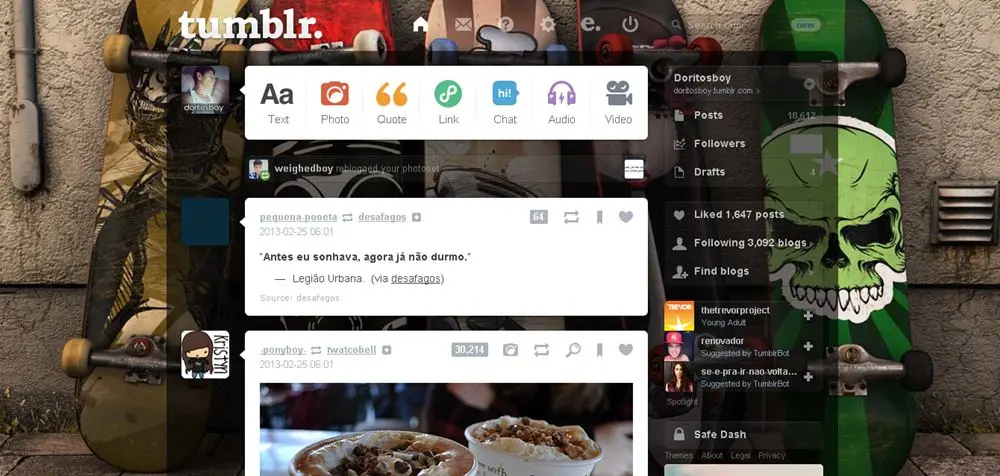 tumblr.
Search
new
doritosboy
Aa
hi!
Text
Photo
Quote
Link
Chat
Audio
Video
weighedboy reblogged your photoset
pequena-pooeta desafagos
64
2013-02-25 06:01
"Antes eu sonhava, agora já não durmo."
— Legião Urbana. (via desafagos)
Source: desafagos
Kristyn
-ponyboy- twatcobell
30,214
2013-02-25 06:01
with
Doritosboy
doritosboy.tumblr.com
Posts 18,612
Followers
Drafts 4
Liked 1,647 posts
Following 3,092 blogs
Find blogs
TREVOR
thetrevorproject
Young Adult
renovador
Suggested by TumblrBot
se-e-pra-ir-nao-volta...
Suggested by TumblrBot
Spotlight
Safe Dash
Themes About Legal Privacy